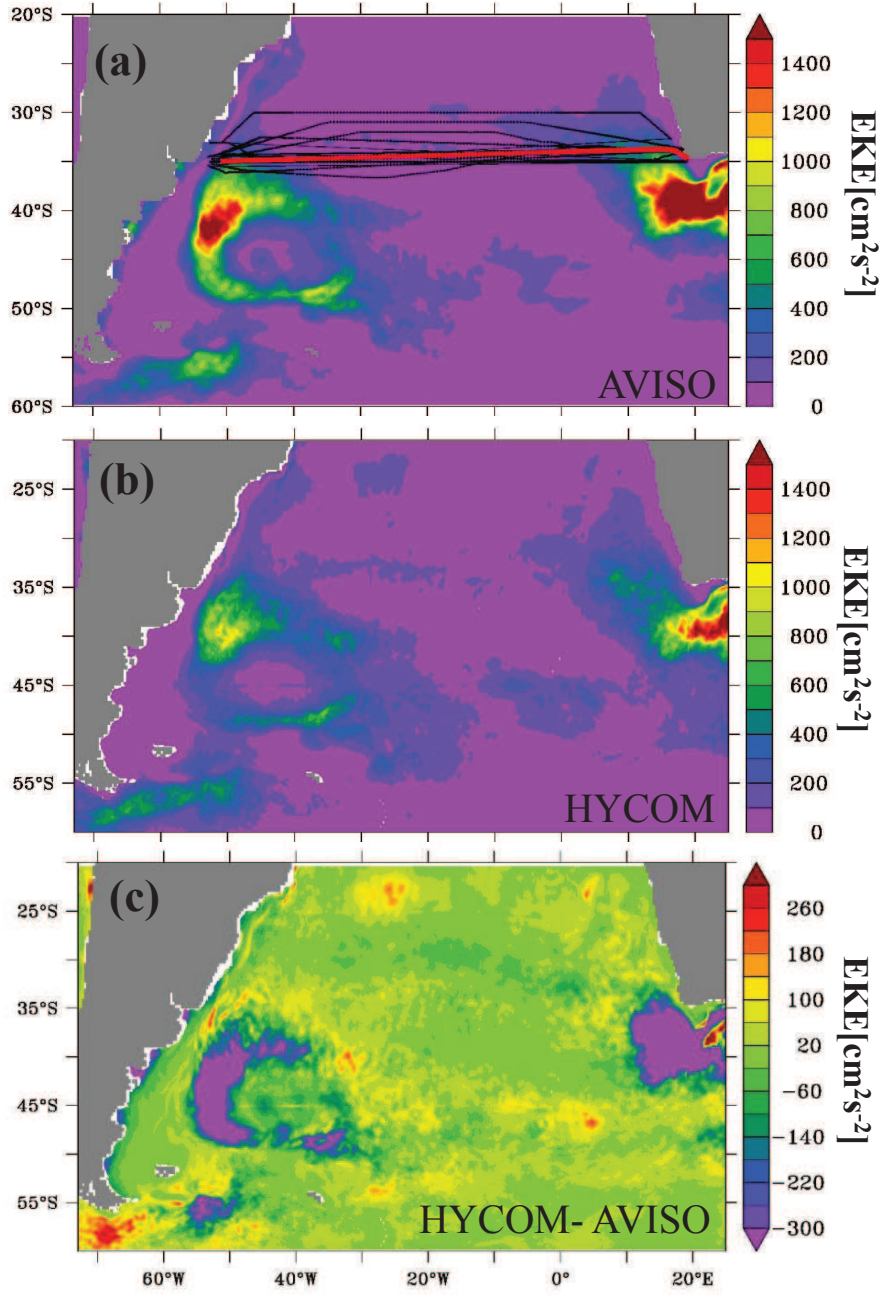 20°S
(a)
1400
30°S
1200
1000
40°S
800
600
50°S
400
200
AVISO
60°S
0
EKE[cm²s⁻²]
(b)
1400
25°S
1200
35°S
1000
800
45°S
600
400
55°S
200
HYCOM
0
EKE[cm²s⁻²]
(c)
260
25°S
180
35°S
100
20
45°S
-60
-140
55°S
-220
HYCOM- AVISO
-300
EKE[cm²s⁻²]
60°W 40°W 20°W 0° 20°E